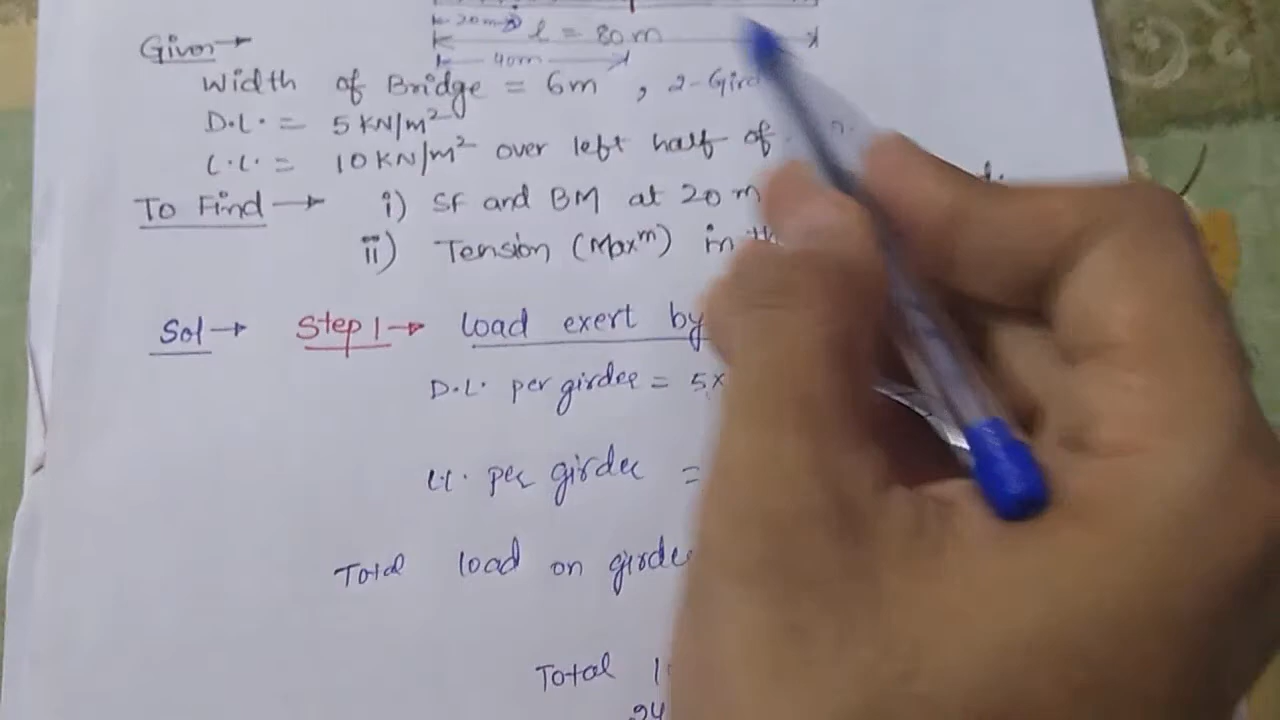 20m
l = 80m
40m
Given →
Width of Bridge = 6m , 2-Gird
D.L. = 5 KN/m²
L.L. = 10 KN/m² over left half of
To Find → i) SF and BM at 20 m
ii) Tension (Maxᵐ) in th
Sol → Step 1 → Load exert by
D.L. per girder = 5x
L.L. per girder =
Total load on girder
Total